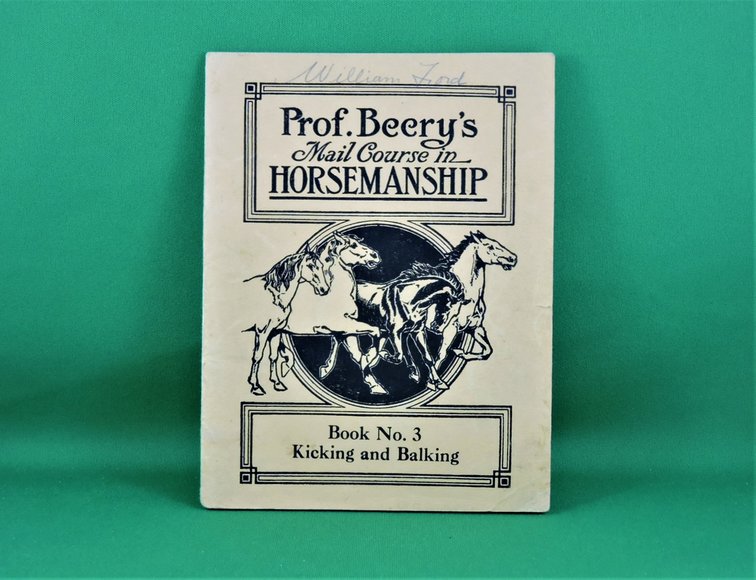 William Ford
Prof. Beery's
Mail Course in
HORSEMANSHIP
Book No. 3
Kicking and Balking